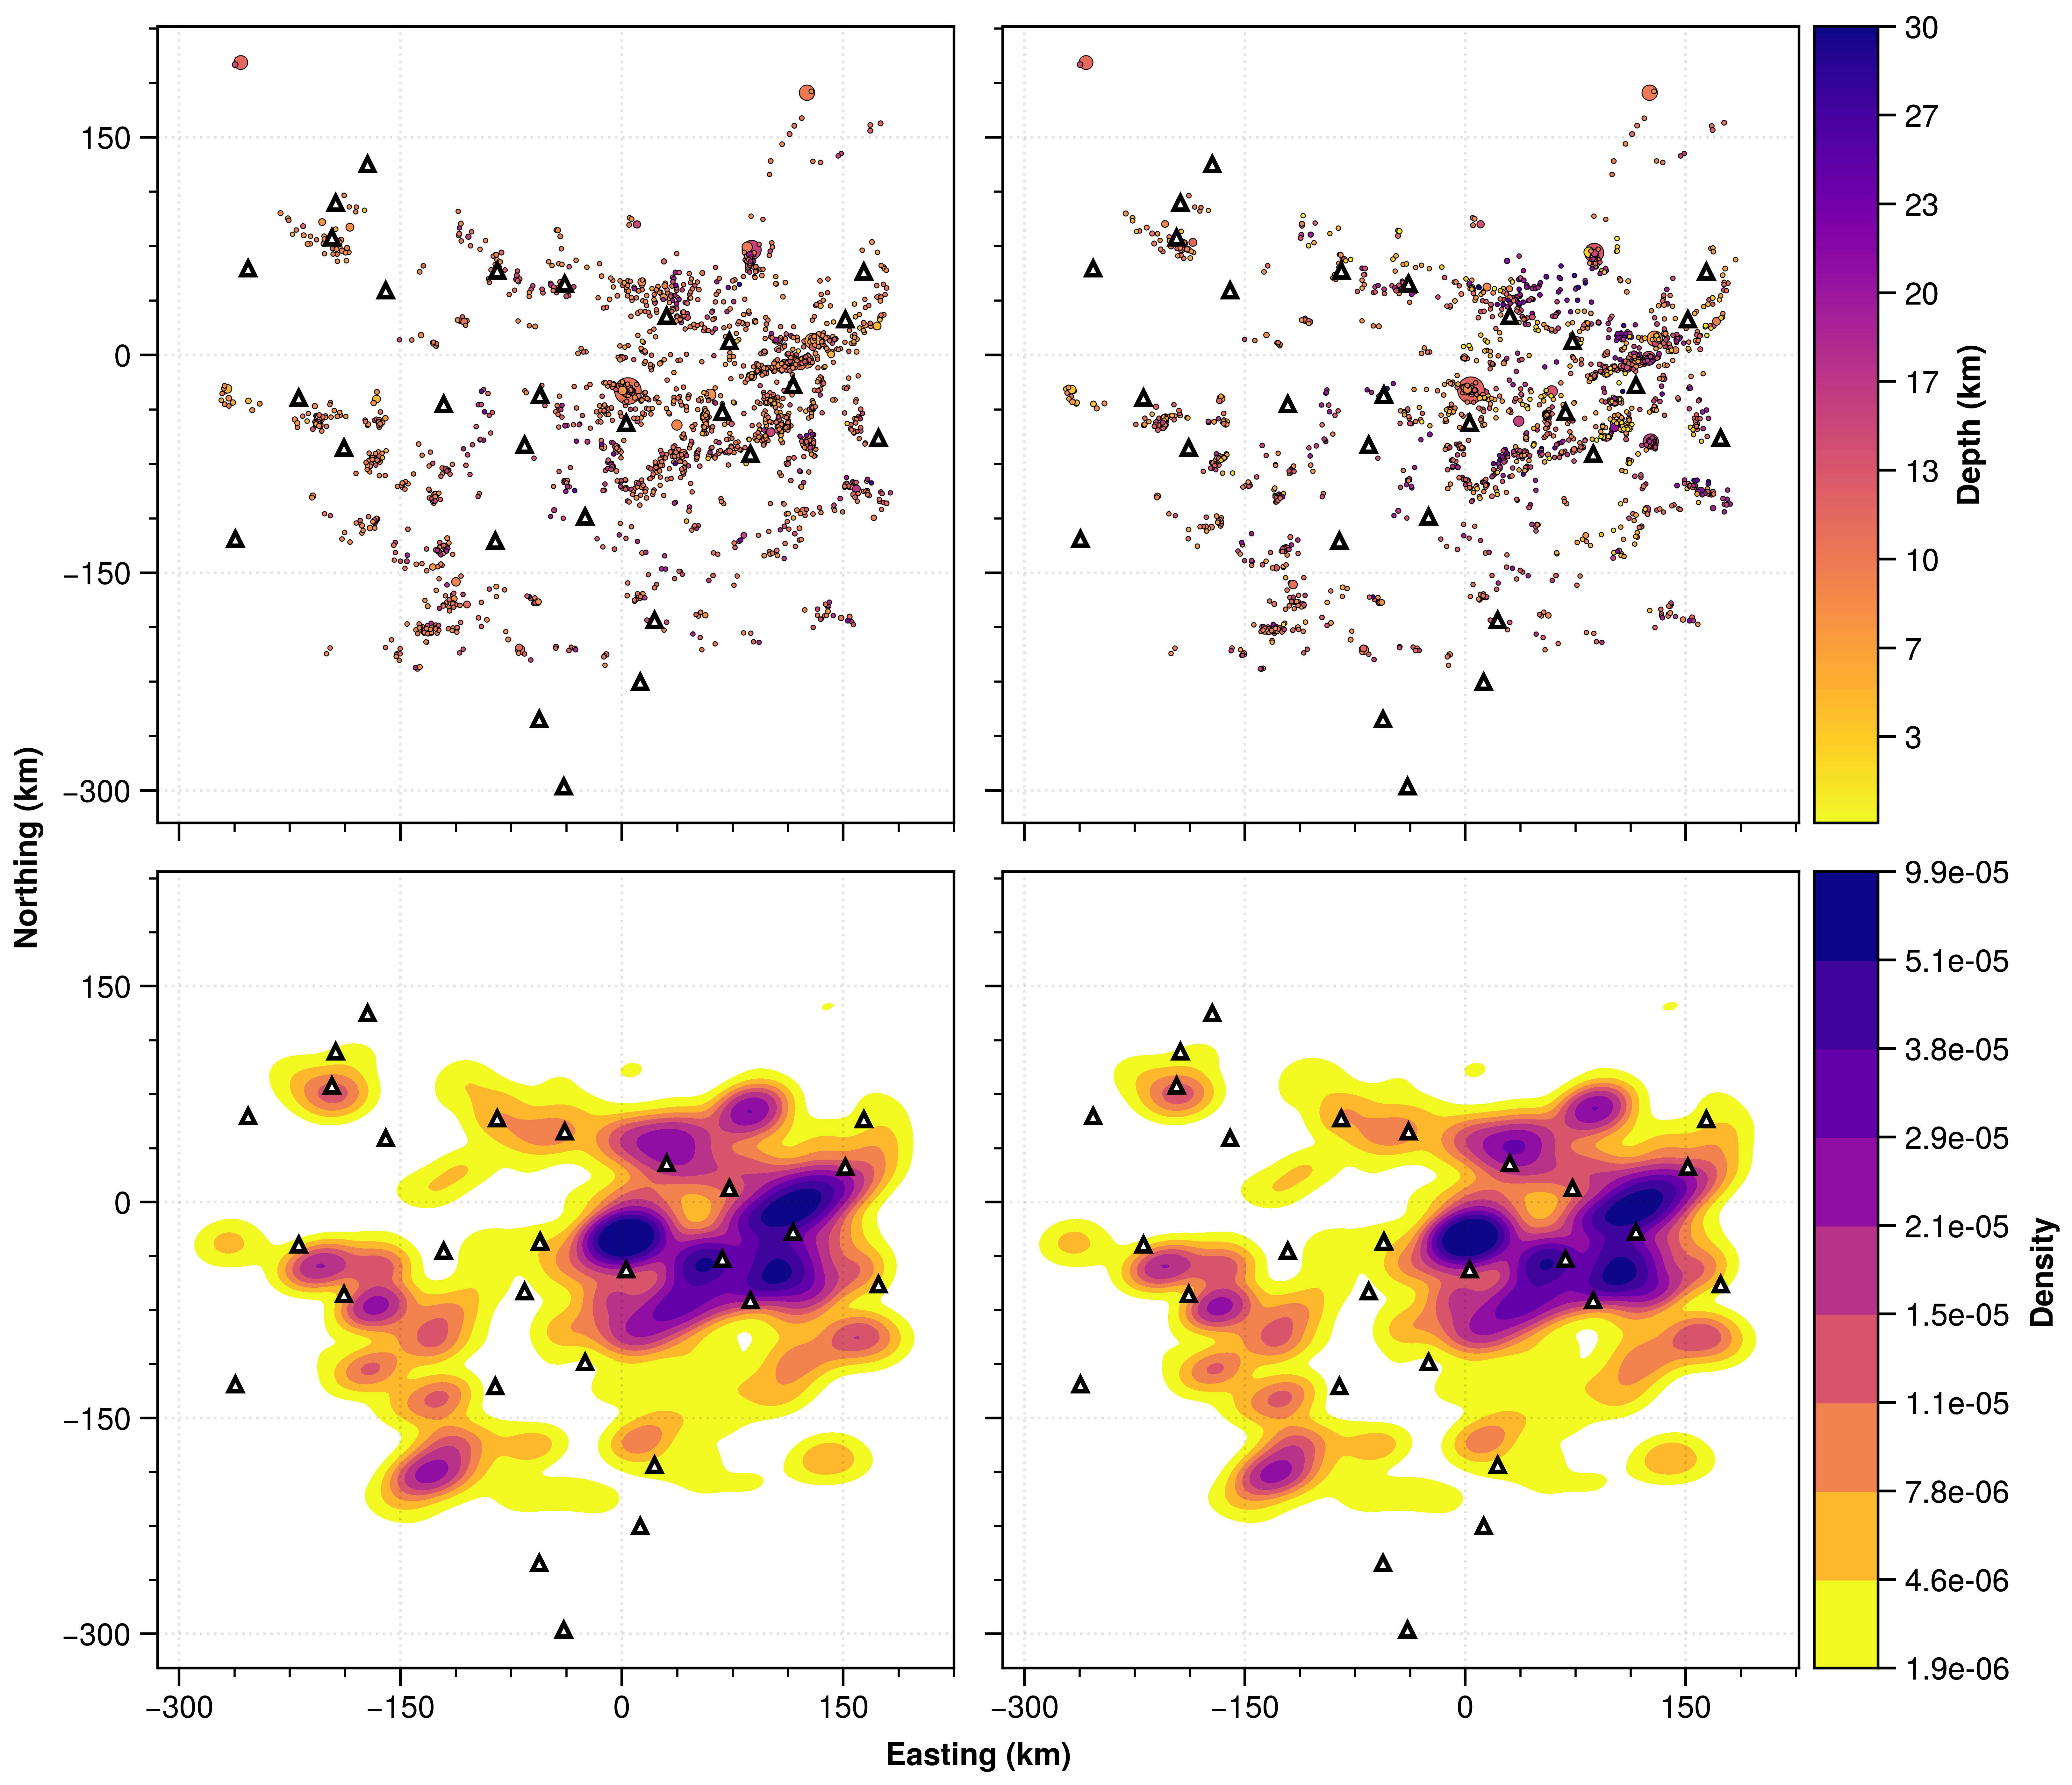 150
0
−150
−300
30
27
23
20
17
13
10
7
3
Depth (km)
Northing (km)
150
0
−150
−300
−300
−150
0
150
−300
−150
0
150
9.9e-05
5.1e-05
3.8e-05
2.9e-05
2.1e-05
1.5e-05
1.1e-05
7.8e-06
4.6e-06
1.9e-06
Density
Easting (km)